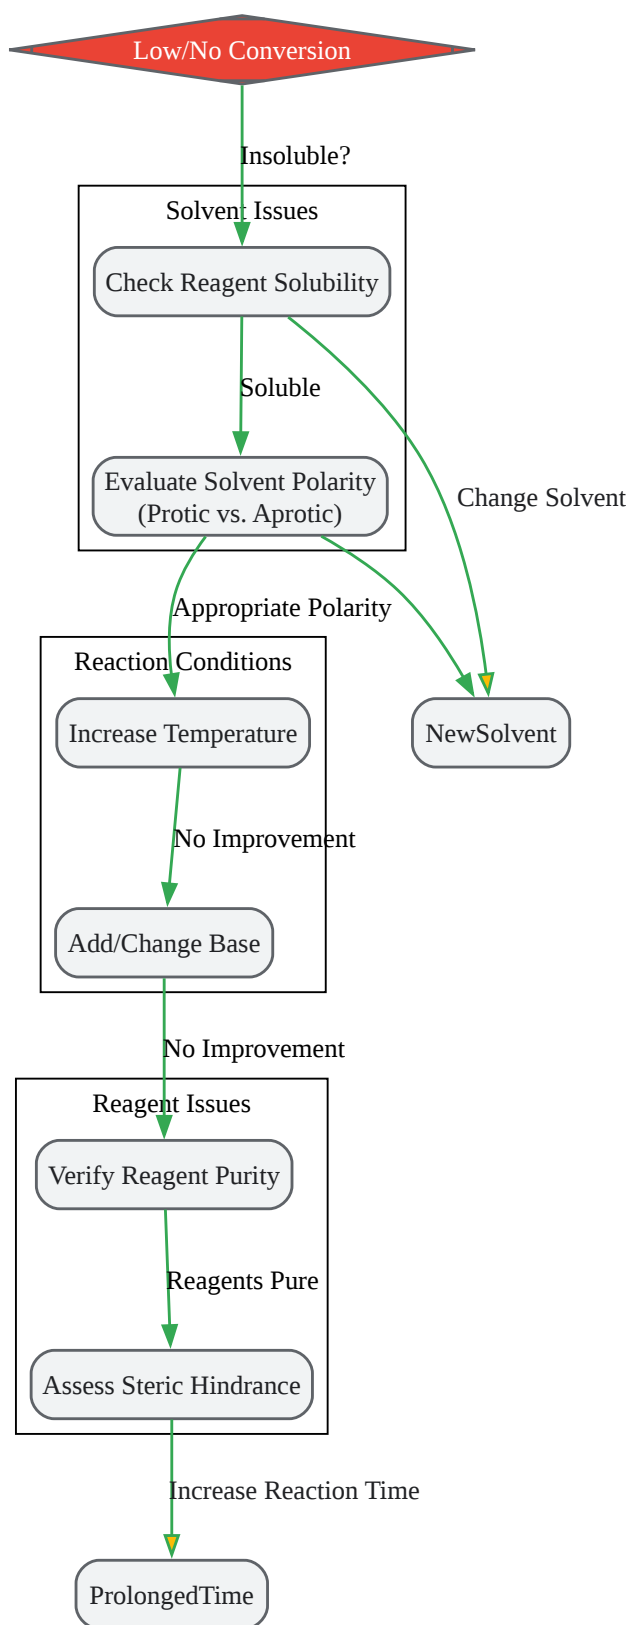 Low/No Conversion
Insoluble?
Solvent Issues
Check Reagent Solubility
Soluble
Evaluate Solvent Polarity
(Protic vs. Aprotic)
Change Solvent
Appropriate Polarity
Reaction Conditions
Increase Temperature
NewSolvent
No Improvement
Add/Change Base
No Improvement
Reagent Issues
Verify Reagent Purity
Reagents Pure
Assess Steric Hindrance
Increase Reaction Time
ProlongedTime